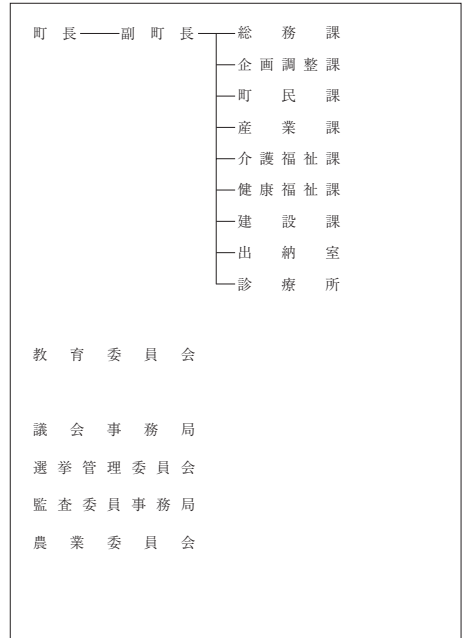 町長 副町長 総務課
企画調整課
町民課
産業課
介護福祉課
健康福祉課
建設課
出納室
診療所
教育委員会
議会事務局
選挙管理委員会
監査委員事務局
農業委員会